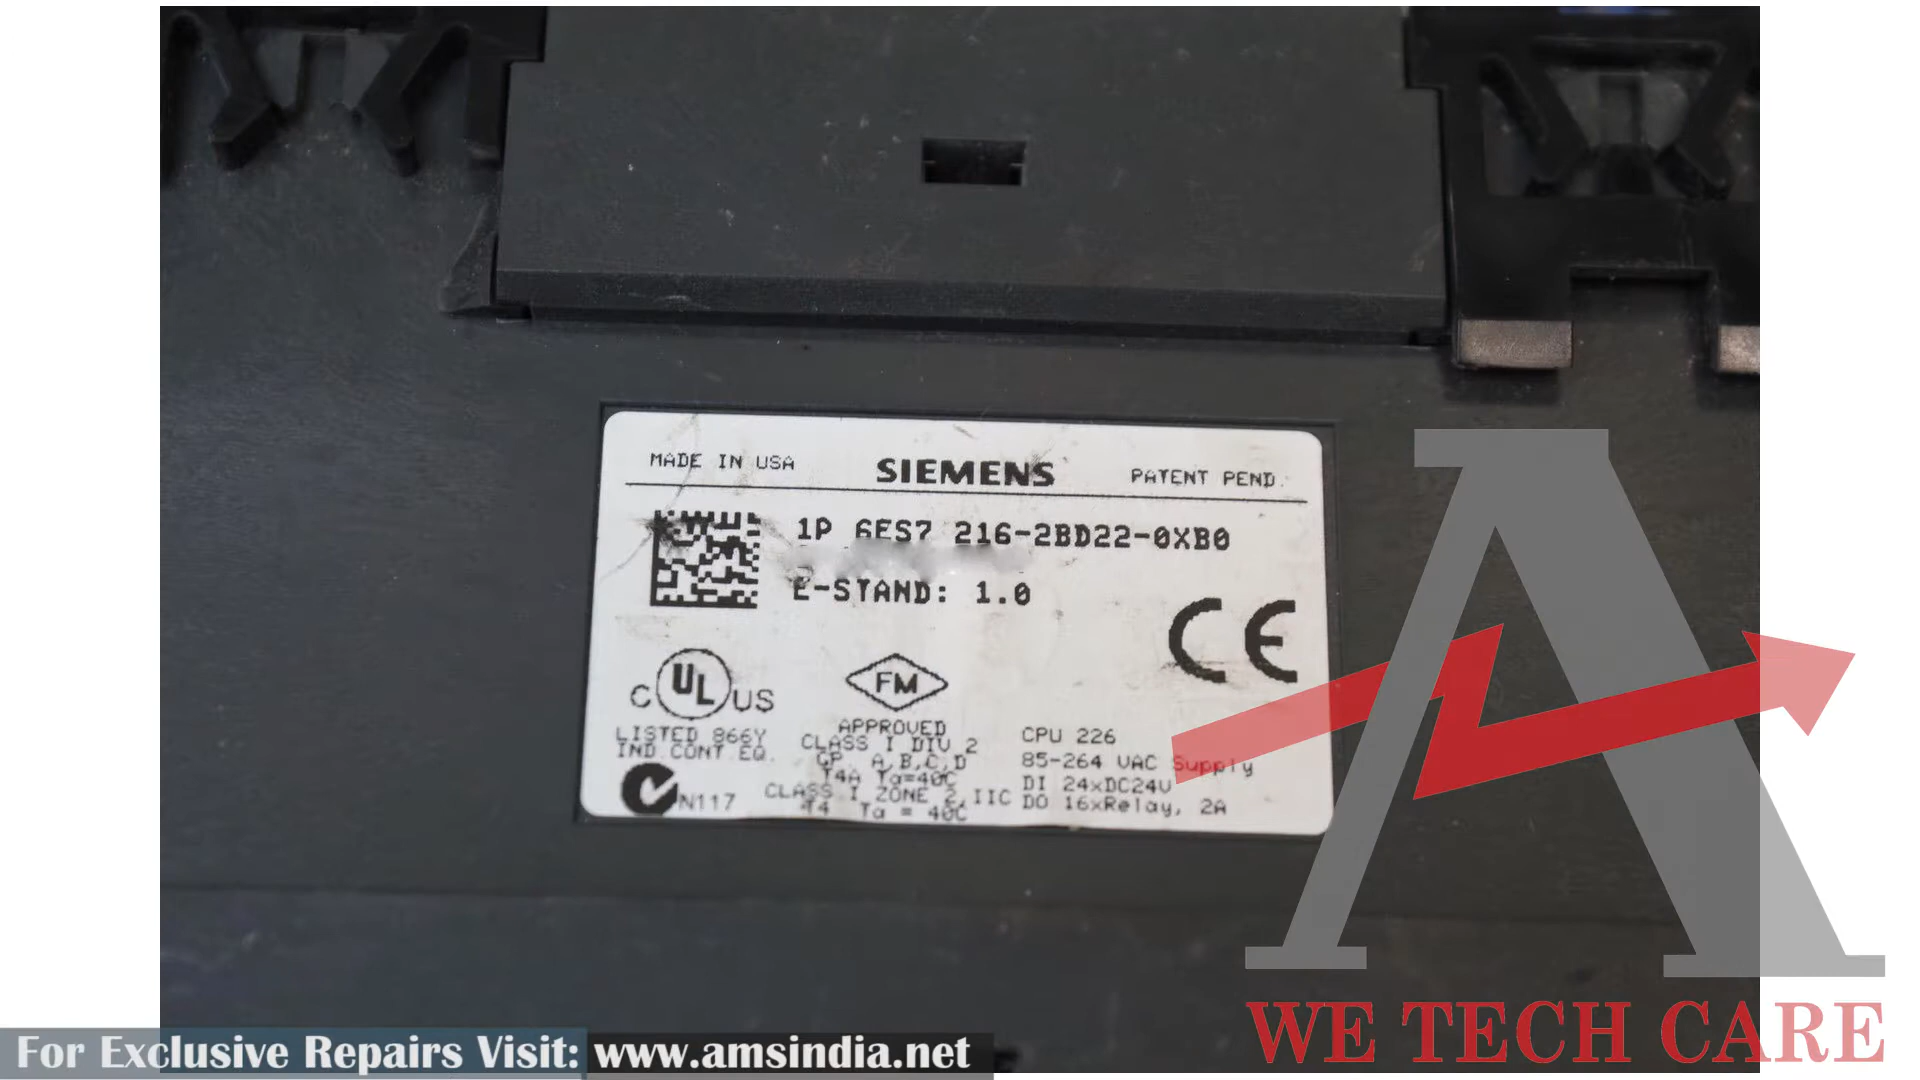 MADE IN USA
SIEMENS
PATENT PEND.
1P 6ES7 216-2BD22-0XB0
E-STAND: 1.0
CE
C UL US
LISTED 866Y
IND.CONT.EQ.
N117
FM
APPROVED
CLASS I DIV 2
GP. A,B,C,D
T4A Ta=40C
CLASS I ZONE 2,IIC
T4 Ta = 40C
CPU 226
85-264 VAC Supply
DI 24xDC24V
DO 16xRelay, 2A
WE TECH CARE
For Exclusive Repairs Visit: www.amsindia.net